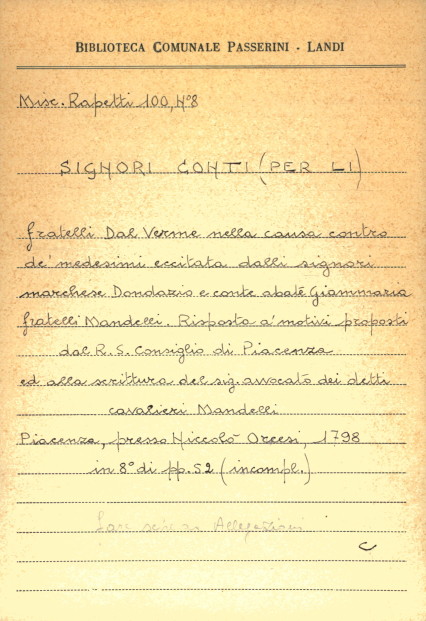 BIBLIOTECA COMUNALE PASSERINI - LANDI
Misc. Rapetti 100, N°8
SIGNORI CONTI (PER LI)
fratelli Dal Verme nella causa contro
de' medesimi eccitata dalli signori
marchese Dondazio e conte abate Giammaria
fratelli Mandelli. Risposto a' motivi proposti
dal R. S. Consiglio di Piacenza
ed alla scrittura del sig. avvocato dei detti
cavalieri Mandelli
Piacenza, presso Niccolò Orcesi, 1798
in 8° di pp. 52 (incompl.)
Allegazioni
C